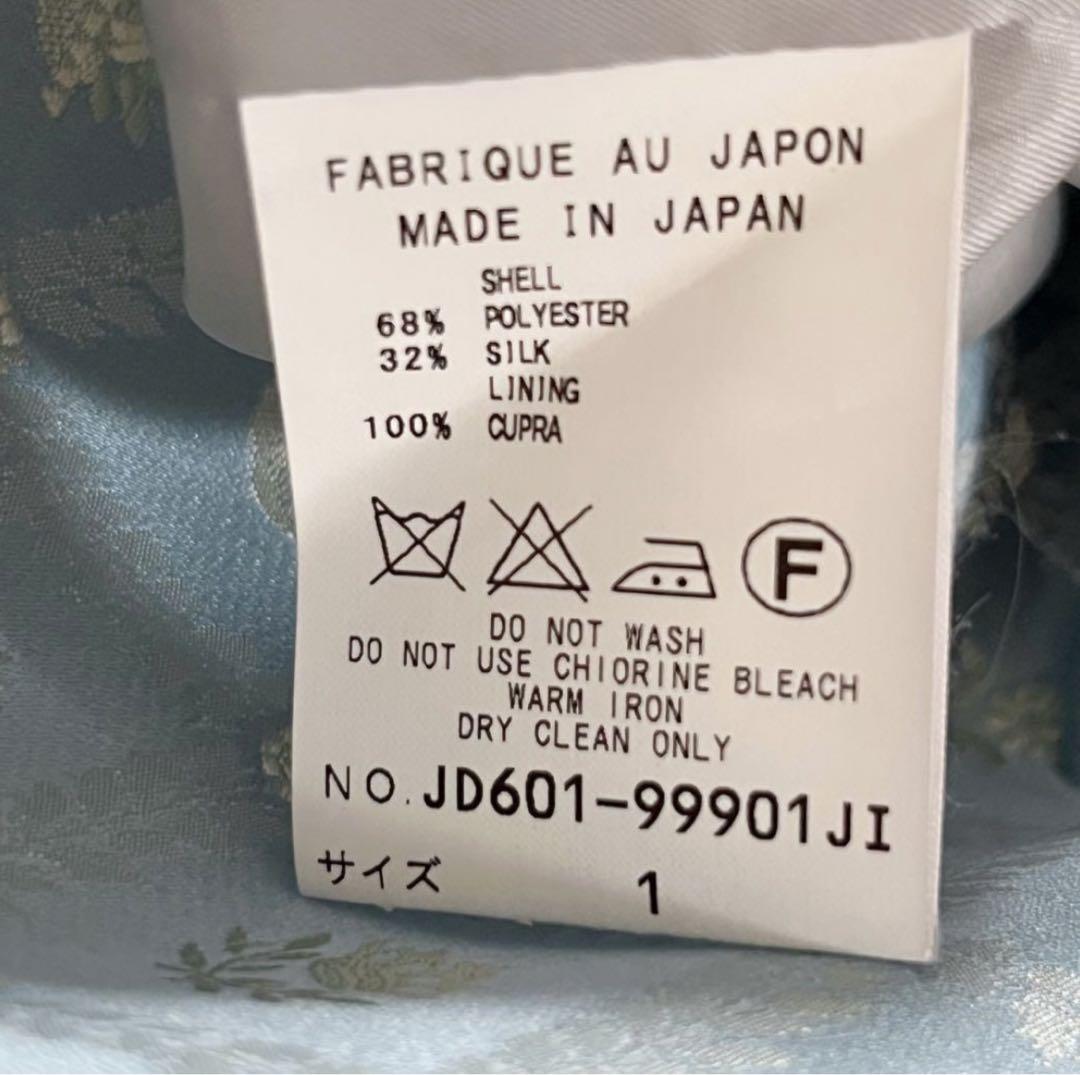 FABRIQUE AU JAPON
MADE IN JAPAN
SHELL
68% POLYESTER
32% SILK
LINING
100% CUPRA
F
DO NOT WASH
DO NOT USE CHIORINE BLEACH
WARM IRON
DRY CLEAN ONLY
NO.JD601-99901JI
サイズ 1